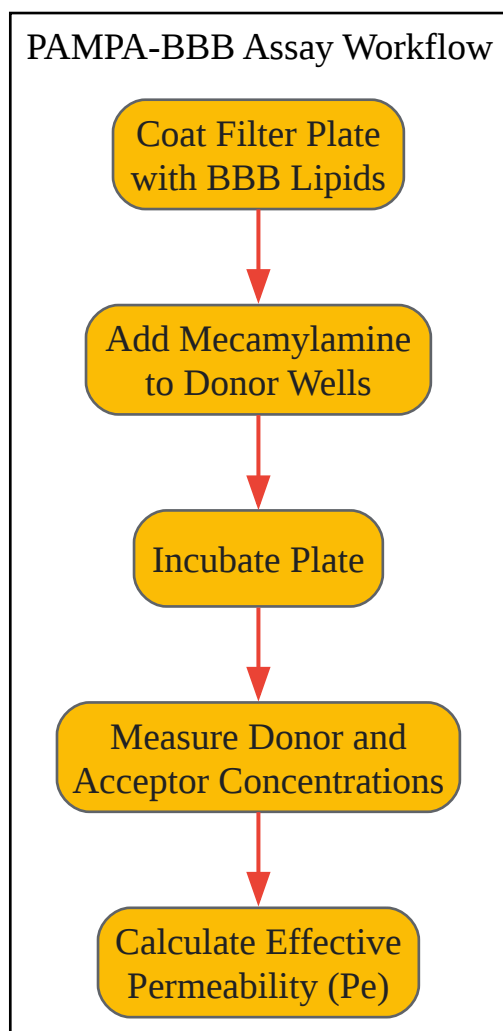 PAMPA-BBB Assay Workflow
Coat Filter Plate
with BBB Lipids
Add Mecamylamine
to Donor Wells
Incubate Plate
Measure Donor and
Acceptor Concentrations
Calculate Effective
Permeability (Pe)